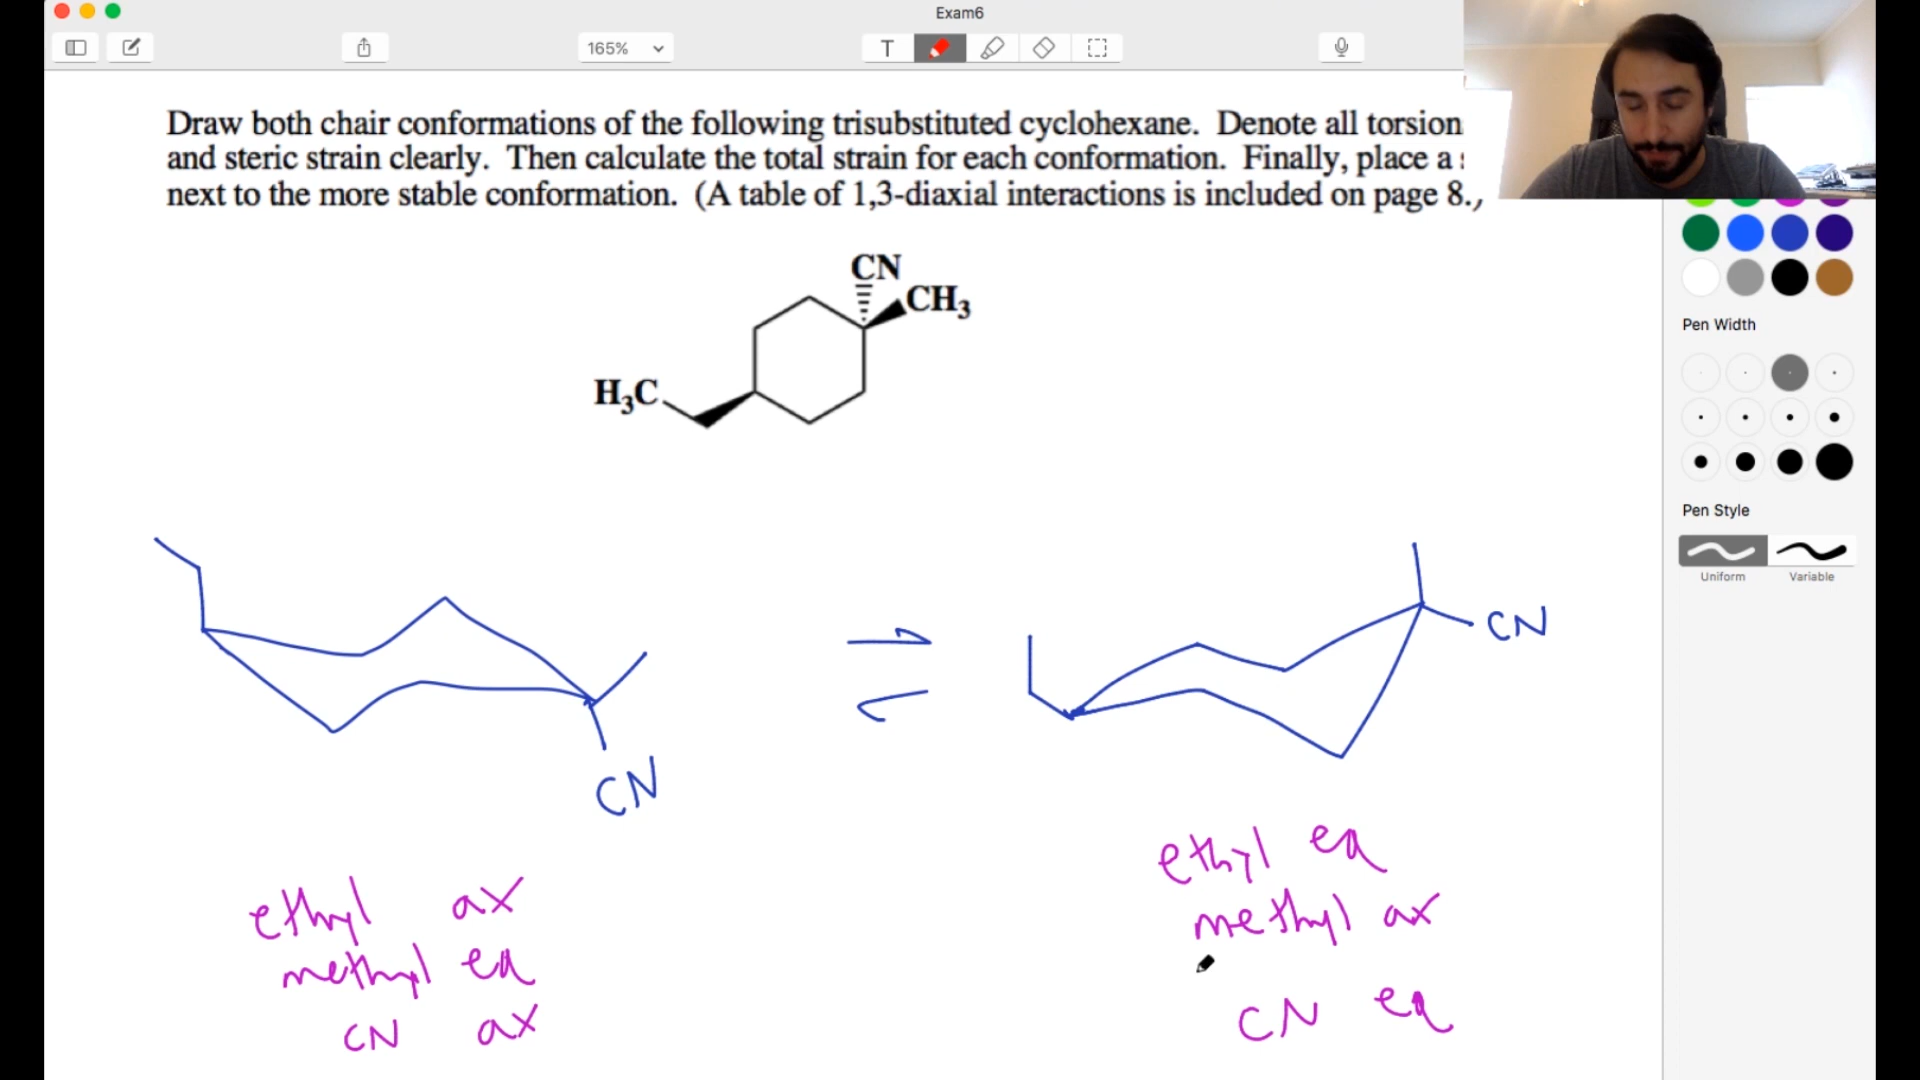 Exam6
165%
T
Draw both chair conformations of the following trisubstituted cyclohexane. Denote all torsion
and steric strain clearly. Then calculate the total strain for each conformation. Finally, place a
next to the more stable conformation. (A table of 1,3-diaxial interactions is included on page 8.
CN
CH3
H3C
Pen Width
Pen Style
Uniform Variable
CN
CN
ethyl ax
methyl eq
CN ax
ethyl eq
methyl ax
CN eq